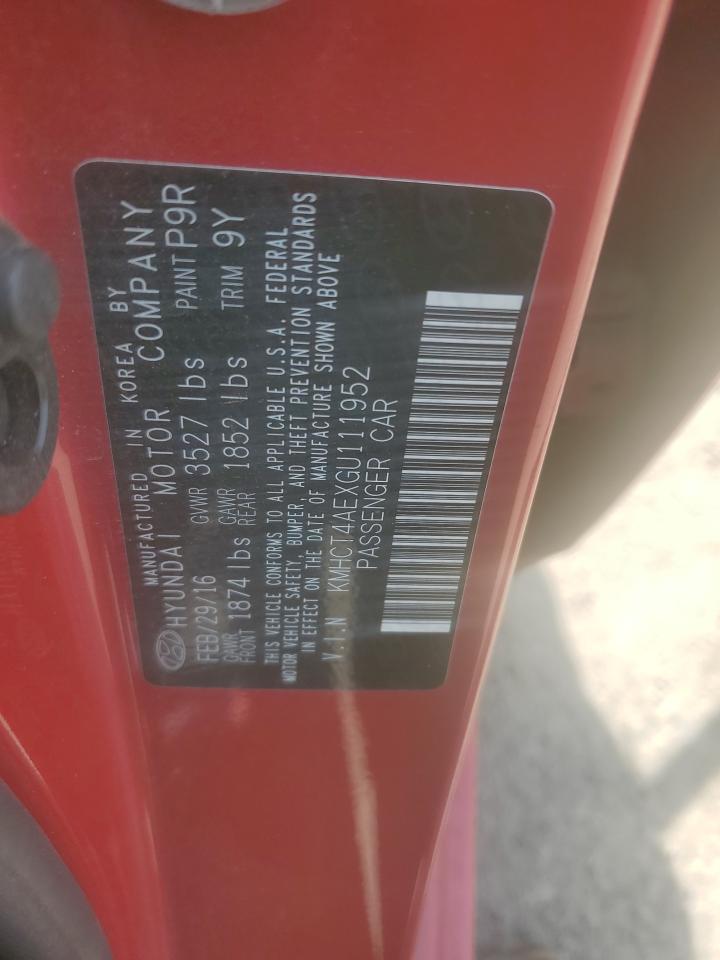 MANUFACTURED IN KOREA BY
HYUNDAI MOTOR COMPANY
FEB/29/16 GVWR 3527 lbs PAINT P9R
GAWR FRONT 1874 lbs GAWR REAR 1852 lbs TRIM 9Y
THIS VEHICLE CONFORMS TO ALL APPLICABLE U.S.A. FEDERAL
MOTOR VEHICLE SAFETY, BUMPER, AND THEFT PREVENTION STANDARDS
IN EFFECT ON THE DATE OF MANUFACTURE SHOWN ABOVE
V.I.N KMHCT4AEXGU111952
PASSENGER CAR